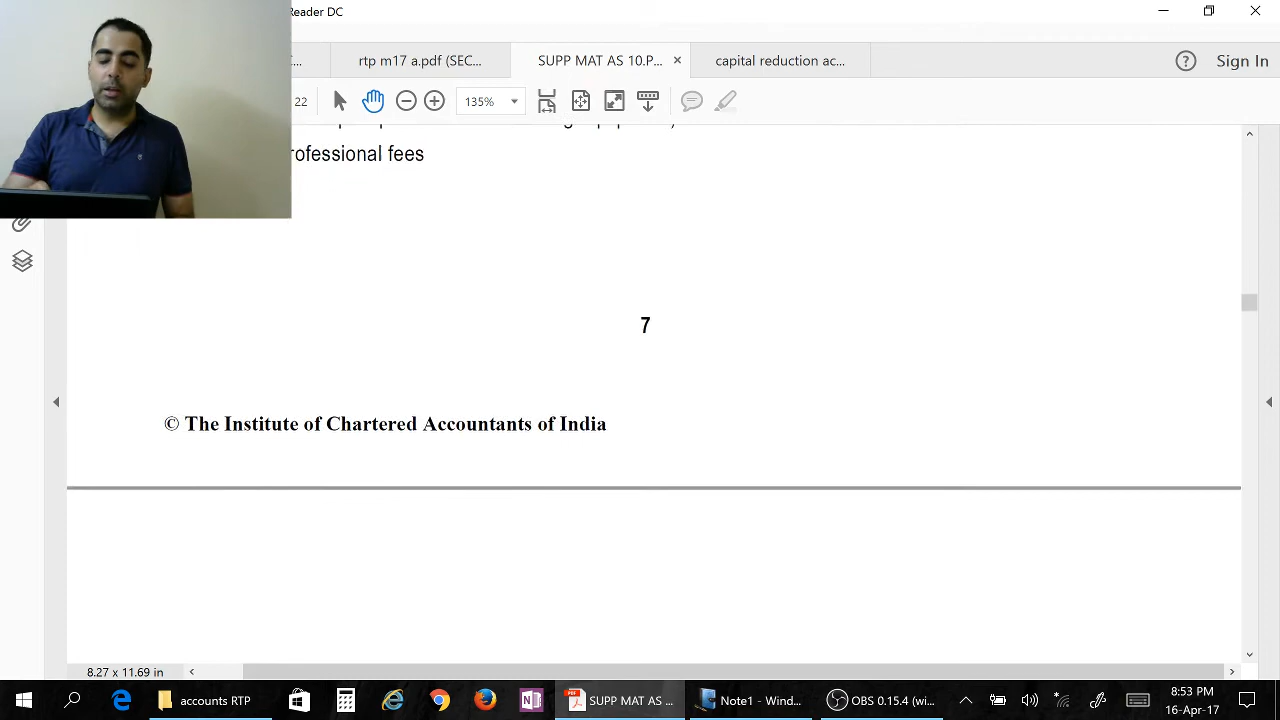 Reader DC
rtp m17 a.pdf (SEC...
SUPP MAT AS 10.P... ×
capital reduction ac...
Sign In
22
135%
rofessional fees
7
© The Institute of Chartered Accountants of India
8.27 x 11.69 in
accounts RTP
SUPP MAT AS ...
Note1 - Wind...
OBS 0.15.4 (wi...
8:53 PM
16-Apr-17